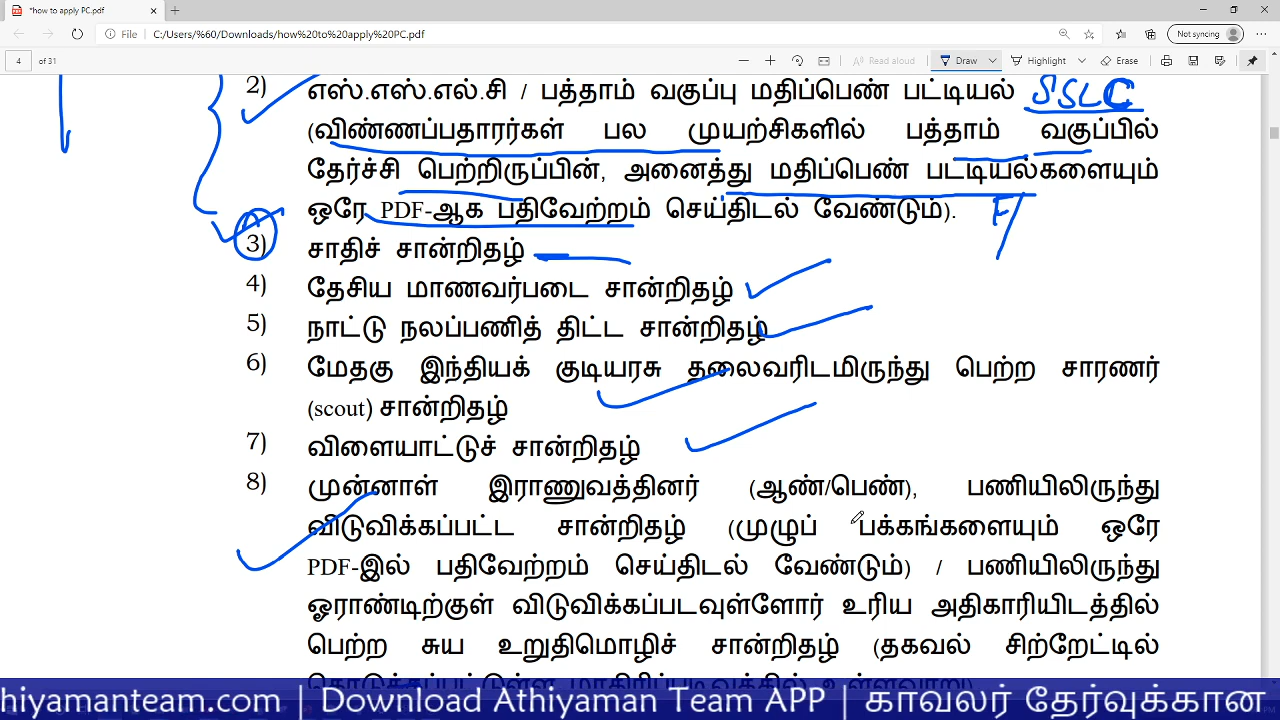 *how to apply PC.pdf
File | C:/Users/%60/Downloads/how%20to%20apply%20PC.pdf
Not syncing
4 of 31
Read aloud
Draw
Highlight
Erase
2) எஸ்.எஸ்.எல்.சி / பத்தாம் வகுப்பு மதிப்பெண் பட்டியல் SSLC
(விண்ணப்பதாரர்கள் பல முயற்சிகளில் பத்தாம் வகுப்பில்
தேர்ச்சி பெற்றிருப்பின், அனைத்து மதிப்பெண் பட்டியல்களையும்
ஒரே PDF-ஆக பதிவேற்றம் செய்திடல் வேண்டும்).
3) சாதிச் சான்றிதழ்
4) தேசிய மாணவர்படை சான்றிதழ்
5) நாட்டு நலப்பணித் திட்ட சான்றிதழ்
6) மேதகு இந்தியக் குடியரசு தலைவரிடமிருந்து பெற்ற சாரணர்
(scout) சான்றிதழ்
7) விளையாட்டுச் சான்றிதழ்
8) முன்னாள் இராணுவத்தினர் (ஆண்/பெண்), பணியிலிருந்து
விடுவிக்கப்பட்ட சான்றிதழ் (முழுப் பக்கங்களையும் ஒரே
PDF-இல் பதிவேற்றம் செய்திடல் வேண்டும்) / பணியிலிருந்து
ஓராண்டிற்குள் விடுவிக்கப்படவுள்ளோர் உரிய அதிகாரியிடத்தில்
பெற்ற சுய உறுதிமொழிச் சான்றிதழ் (தகவல் சிற்றேட்டில்
hiyamanteam.com | Download Athiyaman Team APP | காவலர் தேர்வுக்கான